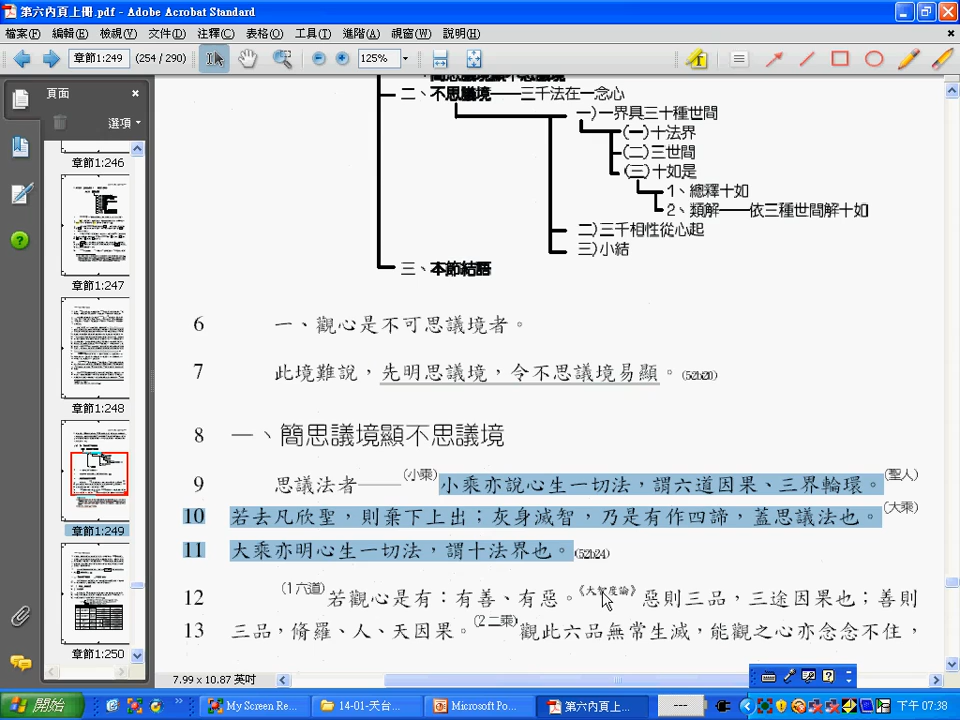 第六內頁上冊.pdf - Adobe Acrobat Standard
檔案(F) 編輯(E) 檢視(V) 文件(D) 注釋(C) 表格(O) 工具(T) 進階(A) 視窗(W) 說明(H)
章節1:249 (254 / 290) 125%
頁面
選項
章節1:246
章節1:247
章節1:248
章節1:249
章節1:250
一、簡思議境顯不思議境
二、不思議境——三千法在一念心
一)一界具三十種世間
(一)十法界
(二)三世間
(三)十如是
1、總釋十如
2、類解——依三種世間解十如
二)三千相性從心起
三)小結
三、本節結語
6 一、觀心是不可思議境者。
7 此境難說,先明思議境,令不思議境易顯。(52b20)
8 一、簡思議境顯不思議境
9 思議法者——(小乘)小乘亦說心生一切法,謂六道因果、三界輪環。(聖人)
10 若去凡欣聖,則棄下上出;灰身滅智,乃是有作四諦,蓋思議法也。(大乘)
11 大乘亦明心生一切法,謂十法界也。(52b24)
12 (1六道)若觀心是有:有善、有惡。《大智度論》惡則三品,三途因果也;善則
13 三品,脩羅、人、天因果。(2二乘)觀此六品無常生滅,能觀之心亦念念不住,
7.99 x 10.87 英吋
開始 My Screen Re... 14-01-天台... Microsoft Po... 第六內頁上... --- 下午 07:38